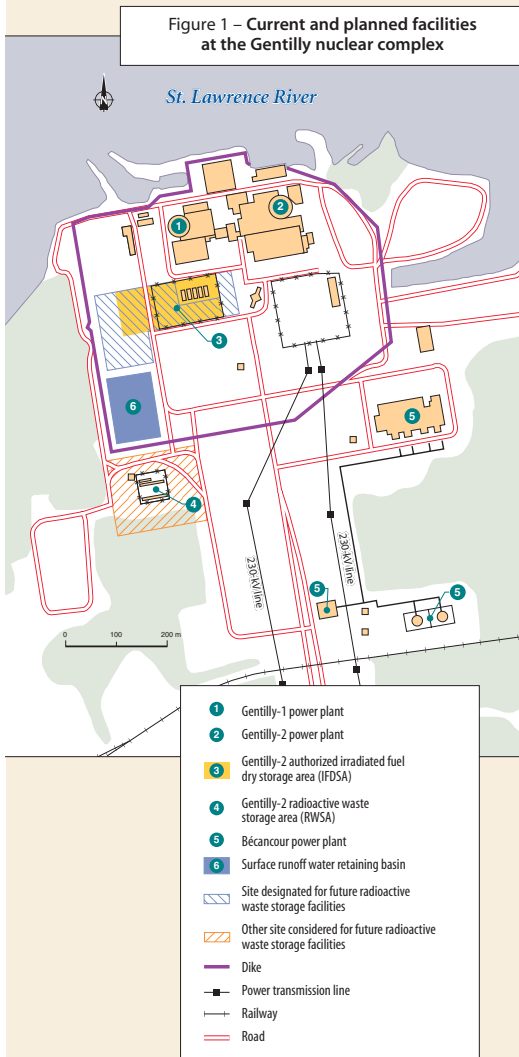 Figure 1 – Current and planned facilities
at the Gentilly nuclear complex
St. Lawrence River
1
2
3
6
5
4
230-kV line
230-kV line
5
5
0 100 200 m
1 Gentilly-1 power plant
2 Gentilly-2 power plant
3 Gentilly-2 authorized irradiated fuel
dry storage area (IFDSA)
4 Gentilly-2 radioactive waste
storage area (RWSA)
5 Bécancour power plant
6 Surface runoff water retaining basin
Site designated for future radioactive
waste storage facilities
Other site considered for future radioactive
waste storage facilities
Dike
Power transmission line
Railway
Road